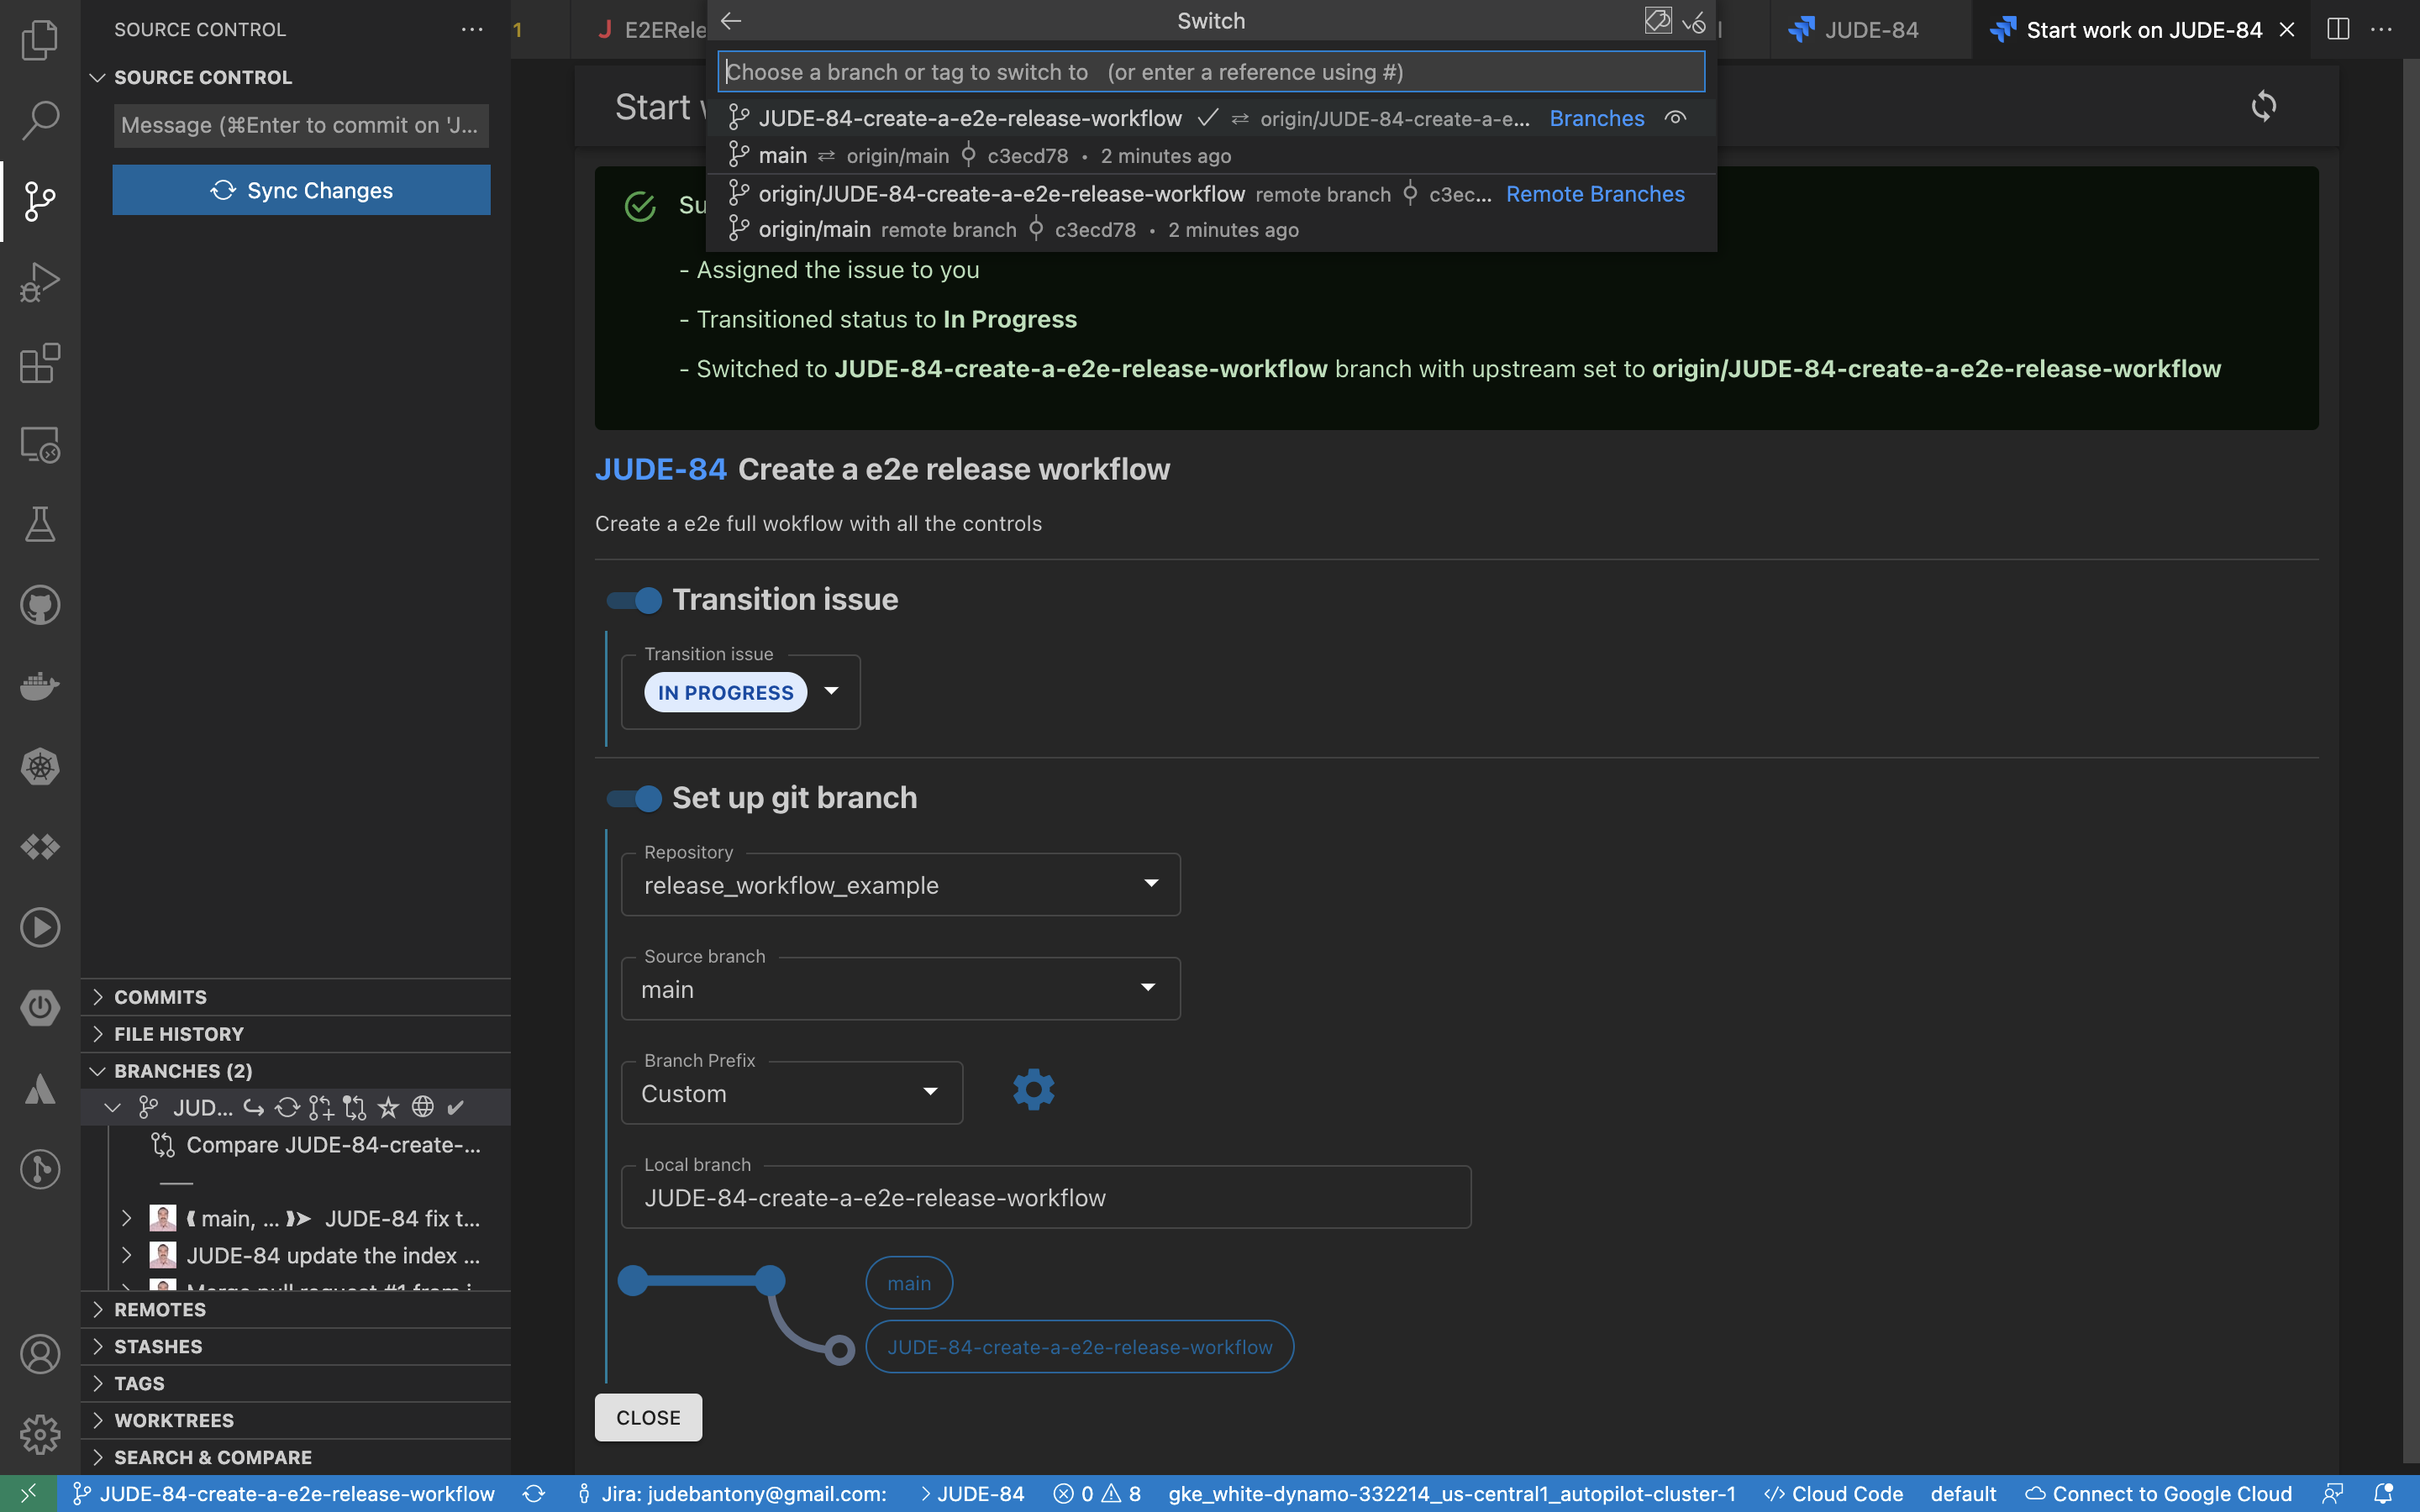 SOURCE CONTROL
SOURCE CONTROL
Message (⌘Enter to commit on 'J...
Sync Changes
COMMITS
FILE HISTORY
BRANCHES (2)
JUD...
Compare JUDE-84-create-...
main, ... JUDE-84 fix t...
JUDE-84 update the index ...
Merge pull request #1 from j
REMOTES
STASHES
TAGS
WORKTREES
SEARCH & COMPARE
1
E2ERele
JUDE-84
Start work on JUDE-84
Switch
Choose a branch or tag to switch to (or enter a reference using #)
JUDE-84-create-a-e2e-release-workflow origin/JUDE-84-create-a-e... Branches
main origin/main c3ecd78 • 2 minutes ago
origin/JUDE-84-create-a-e2e-release-workflow remote branch c3ec... Remote Branches
origin/main remote branch c3ecd78 • 2 minutes ago
Start
Su
- Assigned the issue to you
- Transitioned status to In Progress
- Switched to JUDE-84-create-a-e2e-release-workflow branch with upstream set to origin/JUDE-84-create-a-e2e-release-workflow
JUDE-84 Create a e2e release workflow
Create a e2e full wokflow with all the controls
Transition issue
Transition issue
IN PROGRESS
Set up git branch
Repository
release_workflow_example
Source branch
main
Branch Prefix
Custom
Local branch
JUDE-84-create-a-e2e-release-workflow
main
JUDE-84-create-a-e2e-release-workflow
CLOSE
JUDE-84-create-a-e2e-release-workflow Jira: judebantony@gmail.com: > JUDE-84 0 8 gke_white-dynamo-332214_us-central1_autopilot-cluster-1 </> Cloud Code default Connect to Google Cloud